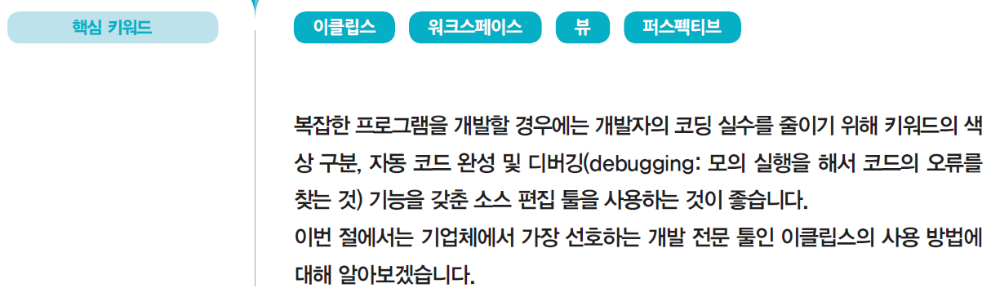 핵심 키워드
이클립스 워크스페이스 뷰 퍼스펙티브
복잡한 프로그램을 개발할 경우에는 개발자의 코딩 실수를 줄이기 위해 키워드의 색
상 구분, 자동 코드 완성 및 디버깅(debugging: 모의 실행을 해서 코드의 오류를
찾는 것) 기능을 갖춘 소스 편집 툴을 사용하는 것이 좋습니다.
이번 절에서는 기업체에서 가장 선호하는 개발 전문 툴인 이클립스의 사용 방법에
대해 알아보겠습니다.